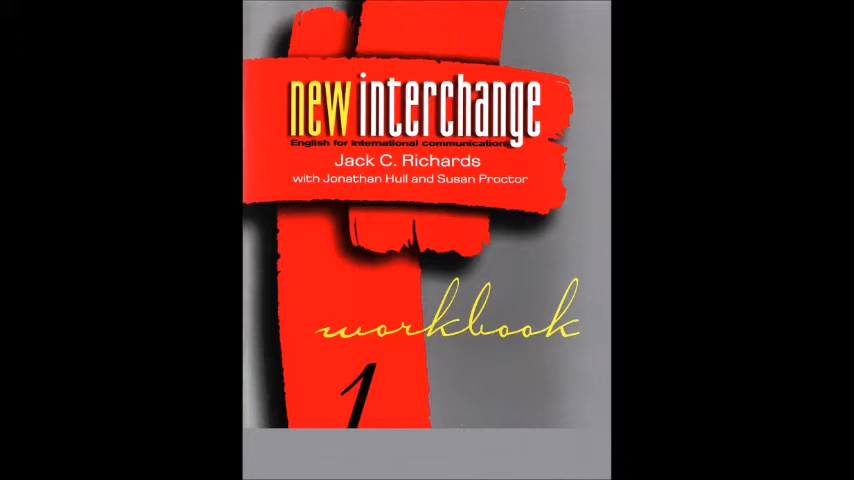 new interchange
English for international communication
Jack C. Richards
with Jonathan Hull and Susan Proctor
workbook
1